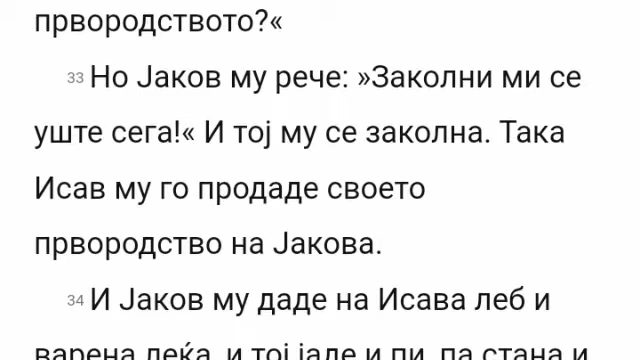 првородството?«
33 Но Јаков му рече: »Заколни ми се
уште сега!« И тој му се заколна. Така
Исав му го продаде своето
првородство на Јакова.
34 И Јаков му даде на Исава леб и
варена леќа, и тој јаде и пи, па стана и